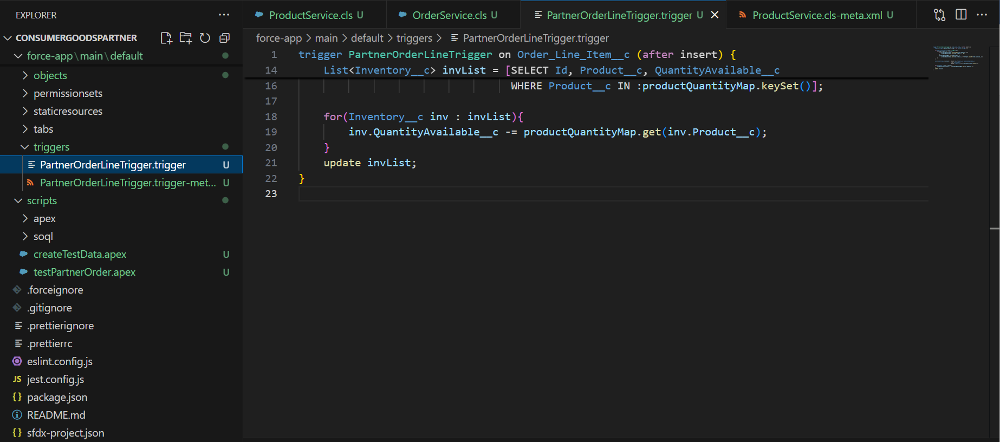 EXPLORER
CONSUMERGOODSPARTNER
force-app\main\default
objects
permissionsets
staticresources
tabs
triggers
PartnerOrderLineTrigger.trigger U
PartnerOrderLineTrigger.trigger-met... U
scripts
apex
soql
createTestData.apex U
testPartnerOrder.apex U
.forceignore
.gitignore
.prettierignore
.prettierrc
eslint.config.js
JS jest.config.js
{} package.json
README.md
{} sfdx-project.json
ProductService.cls U
OrderService.cls U
PartnerOrderLineTrigger.trigger U
ProductService.cls-meta.xml U
force-app > main > default > triggers > PartnerOrderLineTrigger.trigger
1 trigger PartnerOrderLineTrigger on Order_Line_Item__c (after insert) {
14 List<Inventory__c> invList = [SELECT Id, Product__c, QuantityAvailable__c
16 WHERE Product__c IN :productQuantityMap.keySet()];
17
18 for(Inventory__c inv : invList){
19 inv.QuantityAvailable__c -= productQuantityMap.get(inv.Product__c);
20 }
21 update invList;
22 }
23